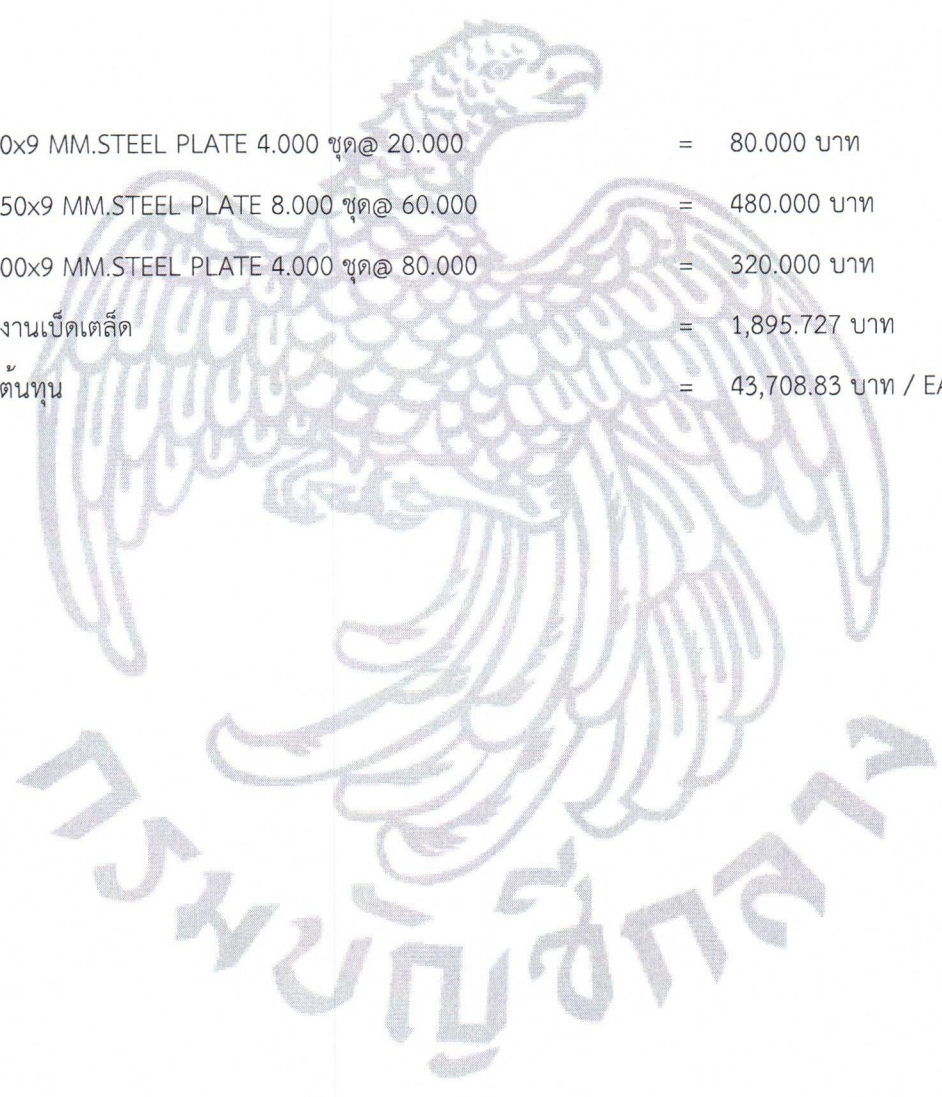 0x9 MM.STEEL PLATE 4.000 ชุด@ 20.000 = 80.000 บาท
50x9 MM.STEEL PLATE 8.000 ชุด@ 60.000 = 480.000 บาท
00x9 MM.STEEL PLATE 4.000 ชุด@ 80.000 = 320.000 บาท
งานเบ็ดเตล็ด = 1,895.727 บาท
ต้นทุน = 43,708.83 บาท / EA
กรมบัญชีกลาง